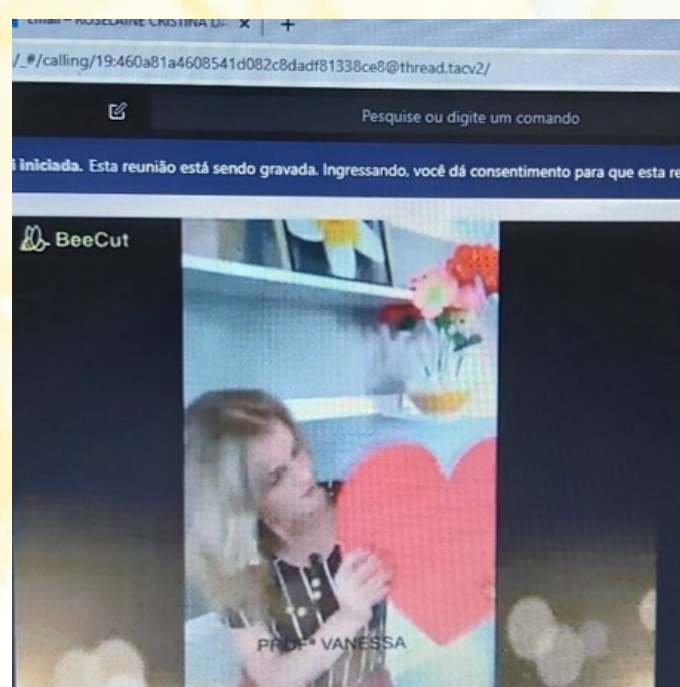 Email – ROSELAINE CRISTINA
/_#/calling/19:460a81a4608541d082c8dadf81338ce8@thread.tacv2/
Pesquise ou digite um comando
iniciada. Esta reunião está sendo gravada. Ingressando, você dá consentimento para que esta
BeeCut
PROFª VANESSA